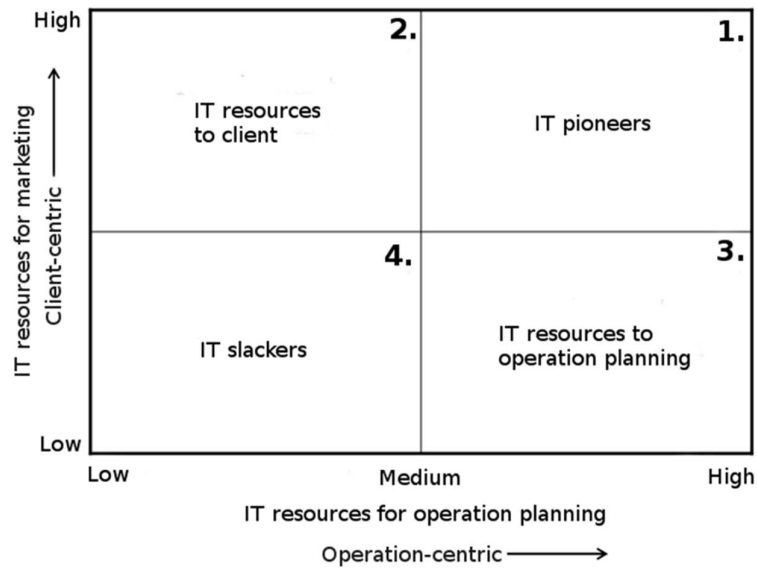 High
2.
1.
IT resources
to client
IT pioneers
IT resources for marketing
Client-centric
4.
3.
IT slackers
IT resources to
operation planning
Low
Low
Medium
High
IT resources for operation planning
Operation-centric